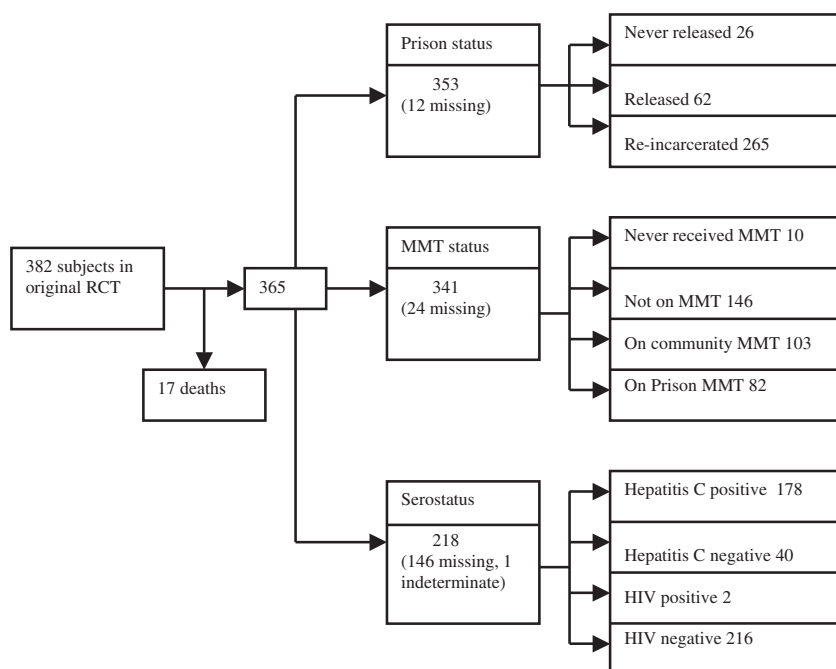 Prison status
353
(12 missing)
Never released 26
Released 62
Re-incarcerated 265
382 subjects in
original RCT
17 deaths
365
MMT status
341
(24 missing)
Never received MMT 10
Not on MMT 146
On community MMT 103
On Prison MMT 82
Serostatus
218
(146 missing, 1
indeterminate)
Hepatitis C positive 178
Hepatitis C negative 40
HIV positive 2
HIV negative 216